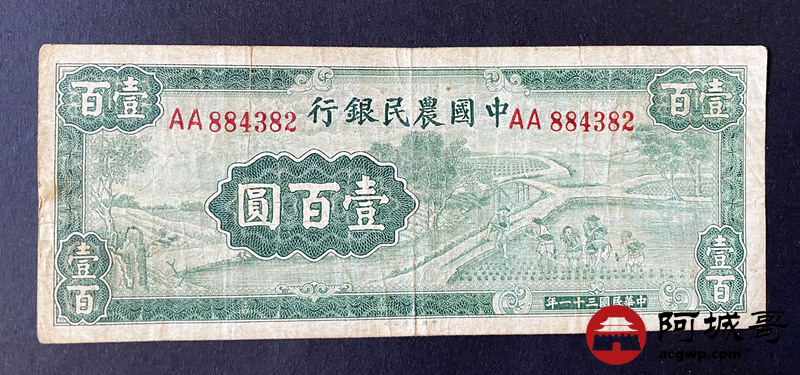 壹百
壹百
AA 884382
中國農民銀行
AA 884382
壹百圓
壹百
壹百
中華民國三十一年
阿城哥
acgwp.com